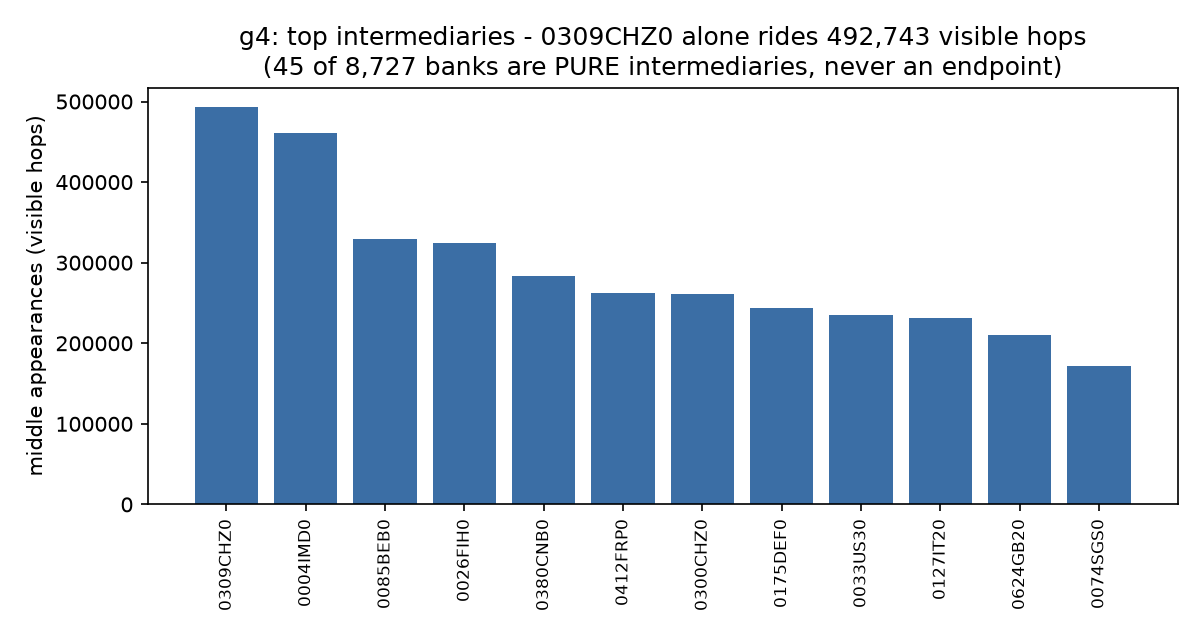 g4: top intermediaries - 0309CHZ0 alone rides 492,743 visible hops
(45 of 8,727 banks are PURE intermediaries, never an endpoint)
middle appearances (visible hops)
500000
400000
300000
200000
100000
0
0309CHZ0
0004IMD0
0085BEB0
0026FIH0
0380CNB0
0412FRP0
0300CHZ0
0175DEF0
0033US30
0127IT20
0624GB20
0074SGS0